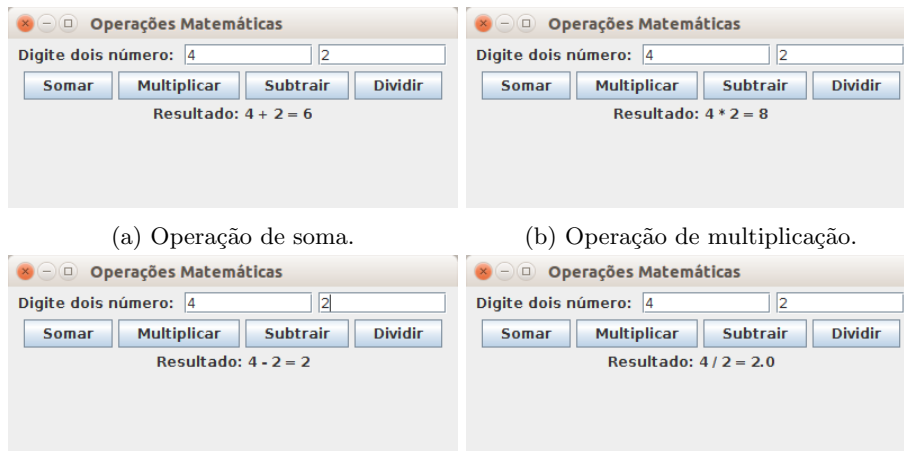 Operações Matemáticas
Digite dois número: 4 2
Somar Multiplicar Subtrair Dividir
Resultado: 4 + 2 = 6
(a) Operação de soma.
Operações Matemáticas
Digite dois número: 4 2
Somar Multiplicar Subtrair Dividir
Resultado: 4 * 2 = 8
(b) Operação de multiplicação.
Operações Matemáticas
Digite dois número: 4 2
Somar Multiplicar Subtrair Dividir
Resultado: 4 - 2 = 2
Operações Matemáticas
Digite dois número: 4 2
Somar Multiplicar Subtrair Dividir
Resultado: 4 / 2 = 2.0